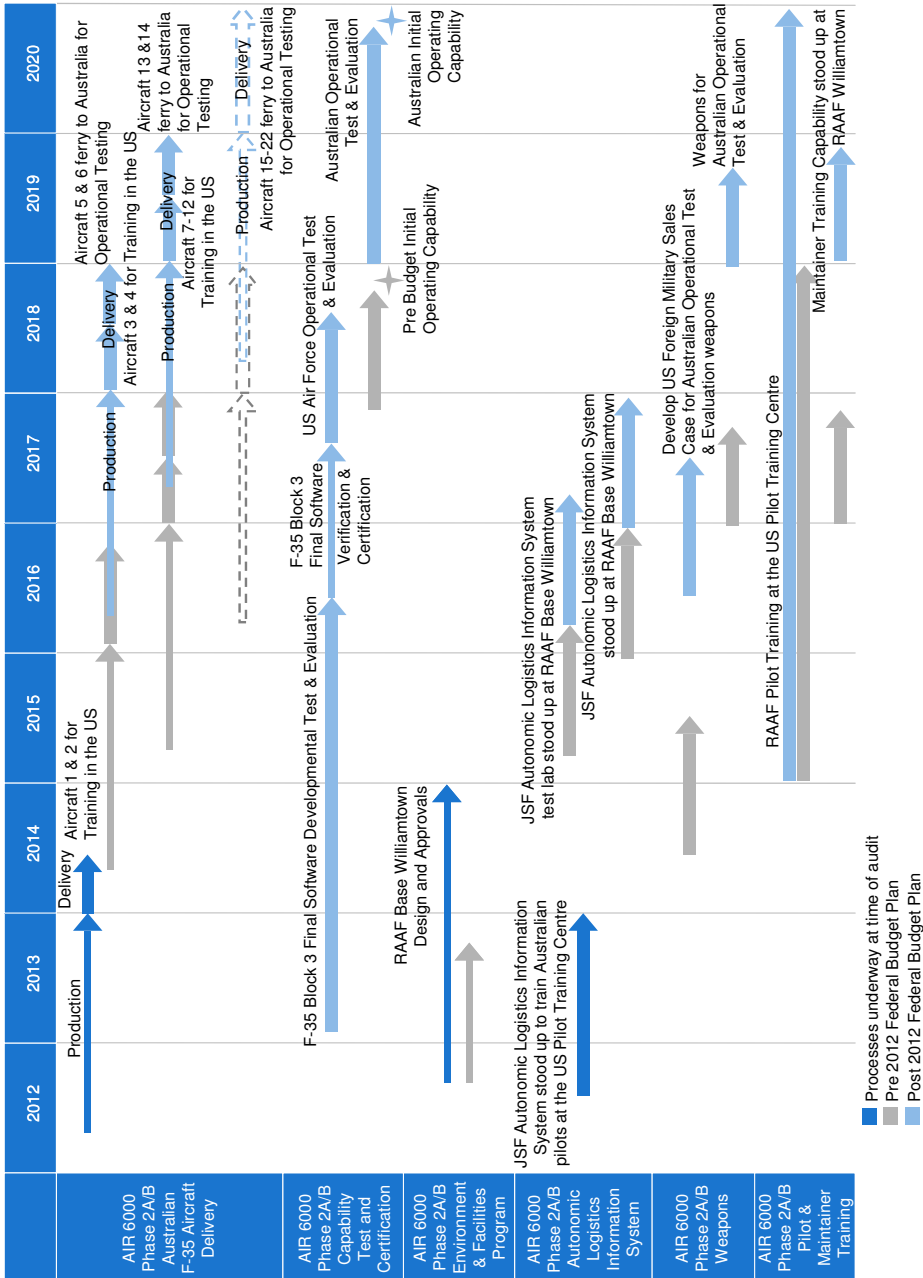 2012
2013
2014
2015
2016
2017
2018
2019
2020
AIR 6000
Phase 2A/B
Australian
F-35 Aircraft
Delivery
Production
Delivery
Aircraft 1 & 2 for
Training in the US
Production
Delivery
Aircraft 3 & 4 for Training in the US
Aircraft 5 & 6 ferry to Australia for
Operational Testing
Production
Delivery
Aircraft 7-12 for
Training in the US
Aircraft 13 &14
ferry to Australia
for Operational
Testing
Production
Delivery
Aircraft 15-22 ferry to Australia
for Operational Testing
AIR 6000
Phase 2A/B
Capability
Test and
Certification
F-35 Block 3 Final Software Developmental Test & Evaluation
F-35 Block 3
Final Software
Verification &
Certification
US Air Force Operational Test
& Evaluation
Australian Operational
Test & Evaluation
Pre Budget Initial
Operating Capability
Australian Initial
Operating
Capability
AIR 6000
Phase 2A/B
Environment
& Facilities
Program
RAAF Base Williamtown
Design and Approvals
AIR 6000
Phase 2A/B
Autonomic
Logistics
Information
System
JSF Autonomic Logistics Information
System stood up to train Australian
pilots at the US Pilot Training Centre
JSF Autonomic Logistics Information System
test lab stood up at RAAF Base Williamtown
JSF Autonomic Logistics Information System
stood up at RAAF Base Williamtown
AIR 6000
Phase 2A/B
Weapons
Develop US Foreign Military Sales
Case for Australian Operational Test
& Evaluation weapons
Weapons for
Australian Operational
Test & Evaluation
AIR 6000
Phase 2A/B
Pilot &
Maintainer
Training
RAAF Pilot Training at the US Pilot Training Centre
Maintainer Training Capability stood up at
RAAF Williamtown
Processes underway at time of audit
Pre 2012 Federal Budget Plan
Post 2012 Federal Budget Plan